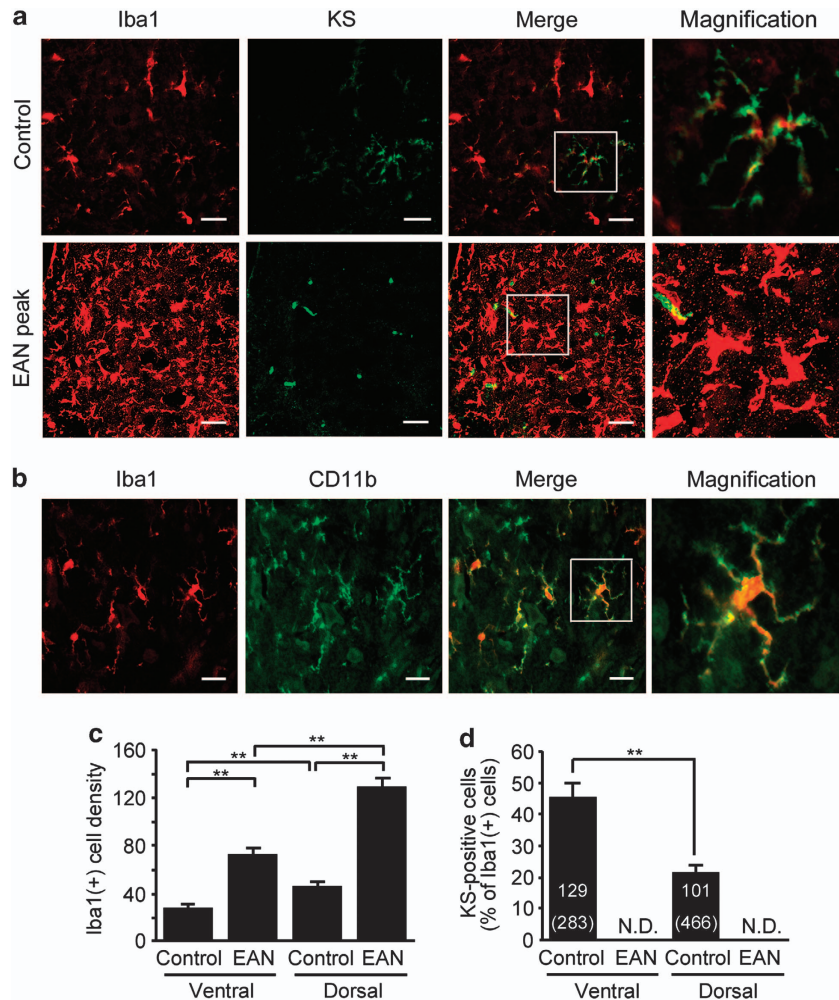 a
Iba1 KS Merge Magnification
Control
EAN peak
b
Iba1 CD11b Merge Magnification
c
Iba1(+) cell density
160
120
80
40
0
** ** ** **
Control EAN Control EAN
Ventral Dorsal
d
KS-positive cells
(% of Iba1(+) cells)
60
50
40
30
20
10
0
**
129 101
(283) N.D. (466) N.D.
Control EAN Control EAN
Ventral Dorsal